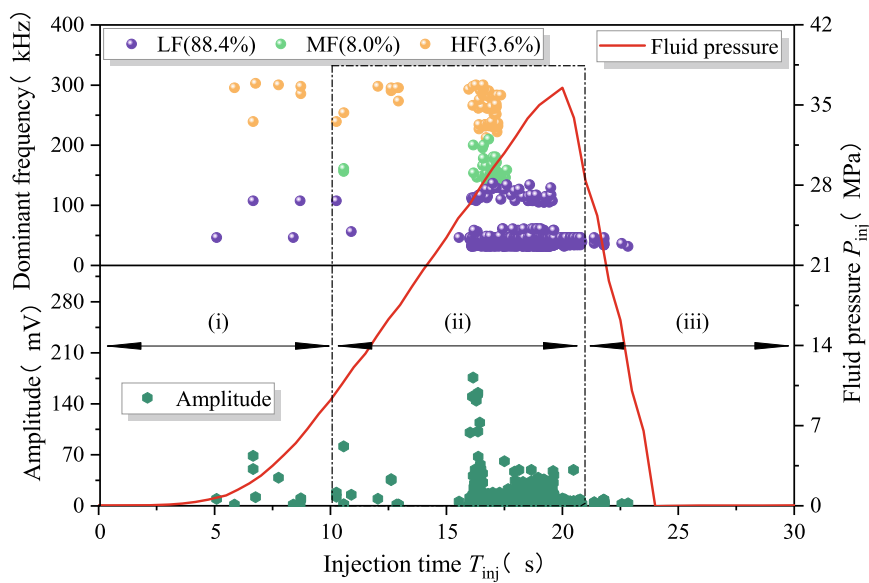 LF(88.4%) MF(8.0%) HF(3.6%)
Fluid pressure
Dominant frequency( kHz)
400
300
200
100
0
Amplitude( mV)
280
210
140
70
0
(i)
(ii)
(iii)
Amplitude
42
35
28
21
14
7
0
Fluid pressure Pinj( MPa)
0 5 10 15 20 25 30
Injection time Tinj( s)